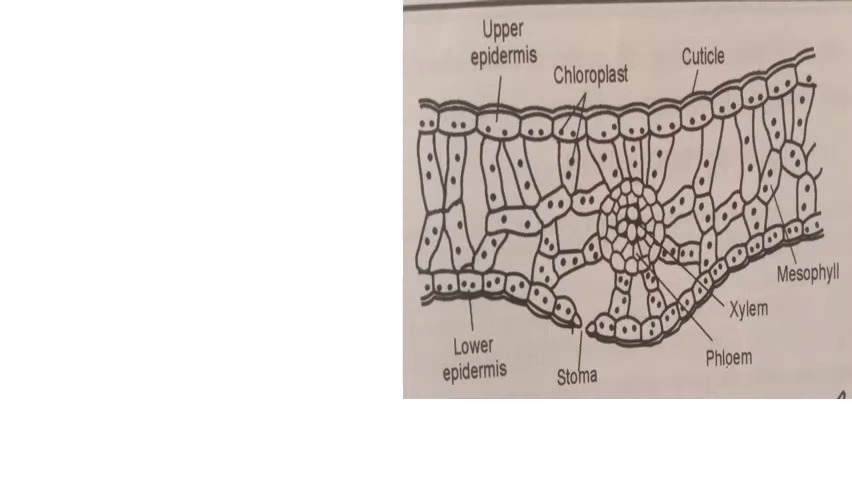 Upper
epidermis
Chloroplast
Cuticle
Mesophyll
Xylem
Phloem
Lower
epidermis
Stoma